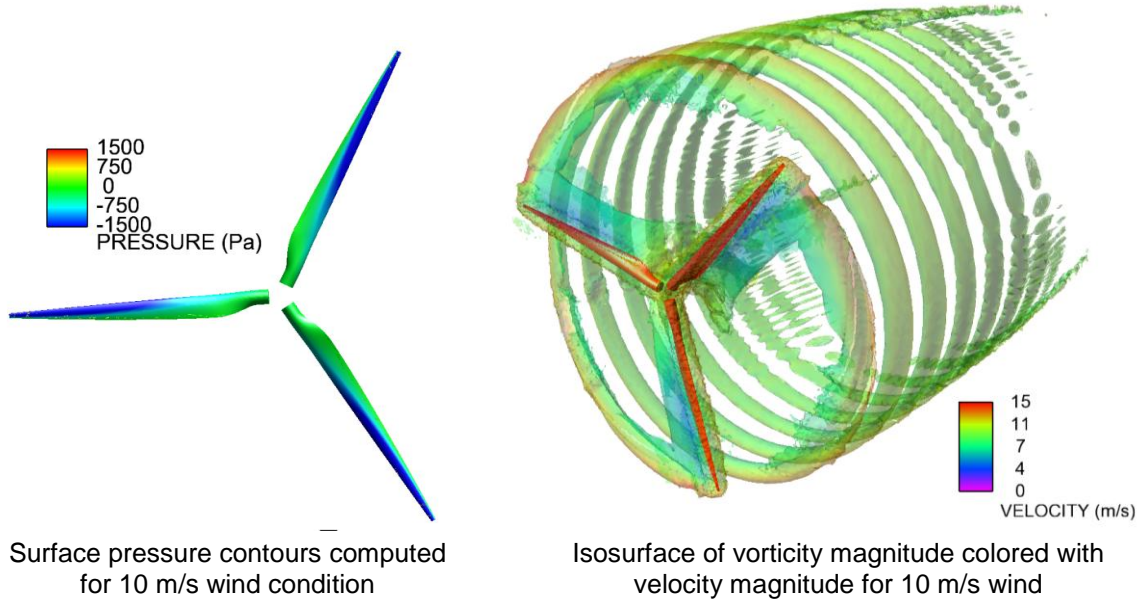 1500
750
0
-750
-1500
PRESSURE (Pa)
15
11
7
4
0
VELOCITY (m/s)
Surface pressure contours computed
for 10 m/s wind condition
Isosurface of vorticity magnitude colored with
velocity magnitude for 10 m/s wind